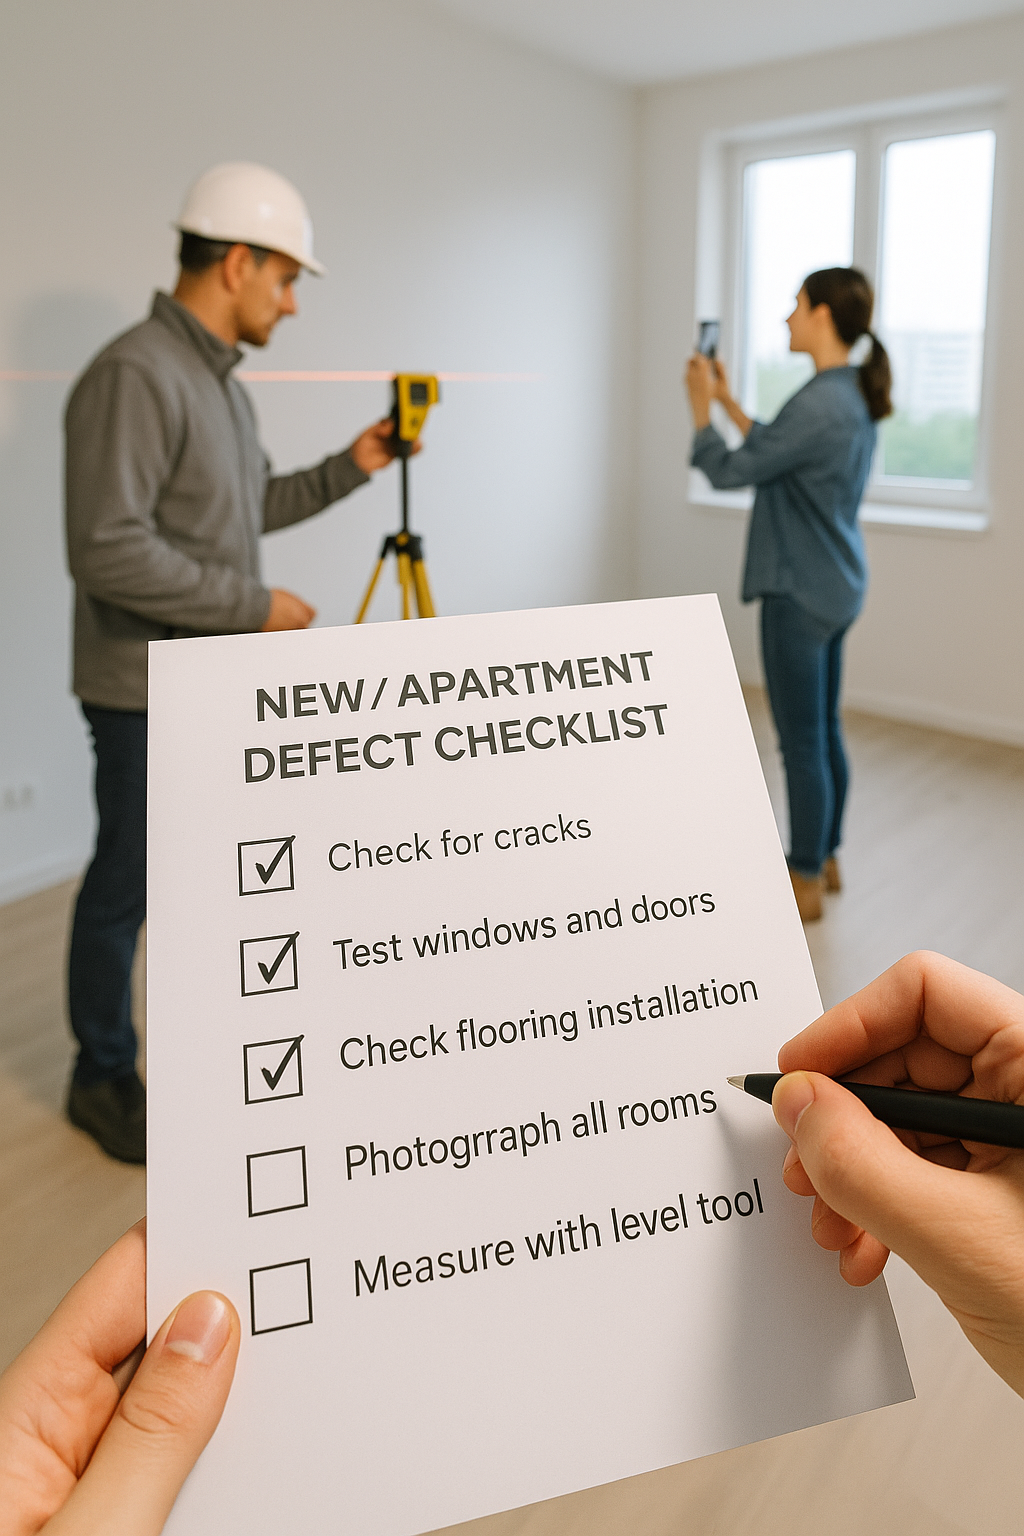 NEW/APARTMENT
DEFECT CHECKLIST
Check for cracks
Test windows and doors
Check flooring installation
Photogrraph all rooms
Measure with level tool